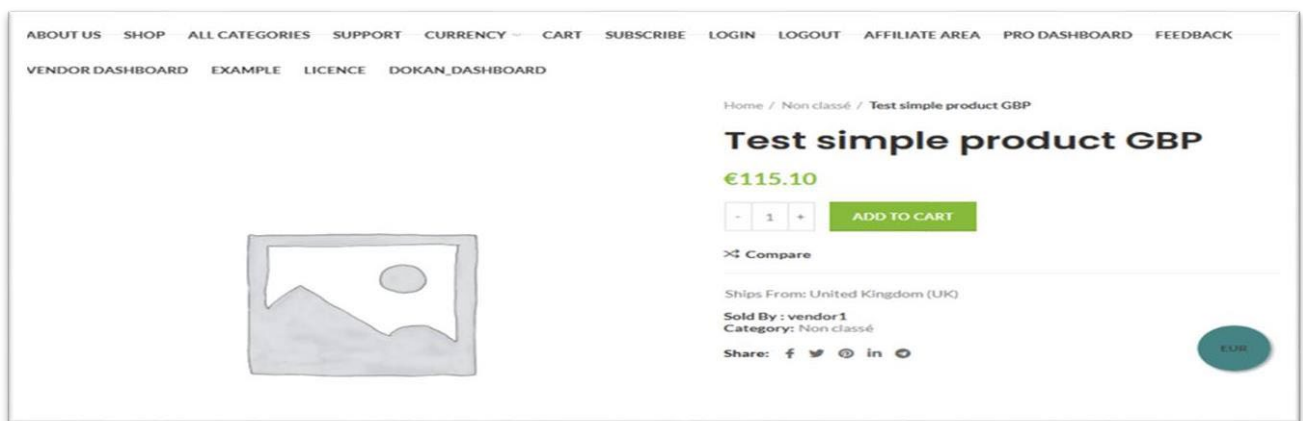 ABOUT US SHOP ALL CATEGORIES SUPPORT CURRENCY CART SUBSCRIBE LOGIN LOGOUT AFFILIATE AREA PRO DASHBOARD FEEDBACK
VENDOR DASHBOARD EXAMPLE LICENCE DOKAN_DASHBOARD
Home / Non classé / Test simple product GBP
Test simple product GBP
€115.10
- 1 + ADD TO CART
Compare
Ships From: United Kingdom (UK)
Sold By : vendor1
Category: Non classé
Share:
EUR